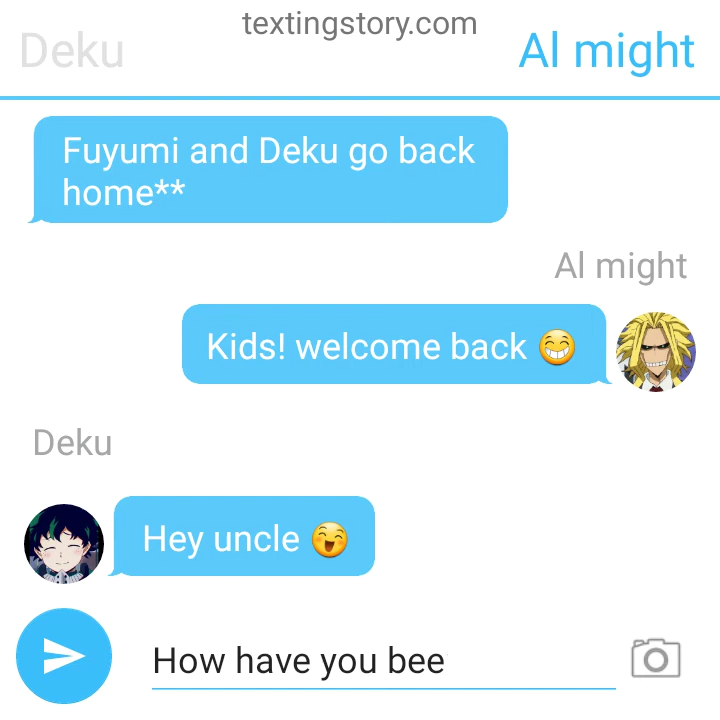 textingstory.com
Deku
Al might
Fuyumi and Deku go back
home**
Al might
Kids! welcome back 😁
Deku
Hey uncle 😄
How have you bee